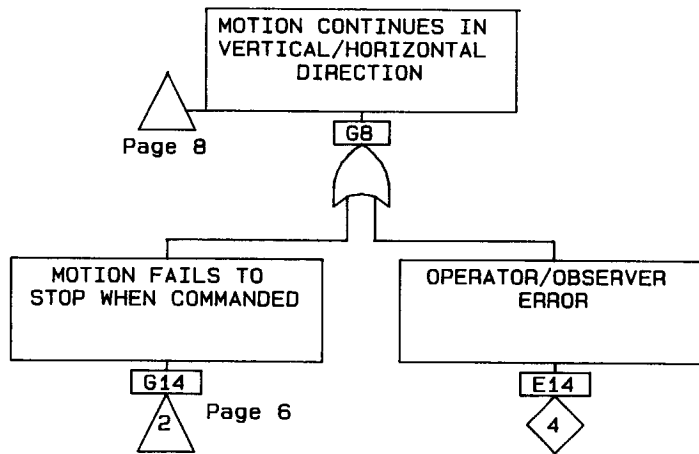 MOTION CONTINUES IN
VERTICAL/HORIZONTAL
DIRECTION
Page 8
G8
MOTION FAILS TO
STOP WHEN COMMANDED
OPERATOR/OBSERVER
ERROR
G14
2
Page 6
E14
4